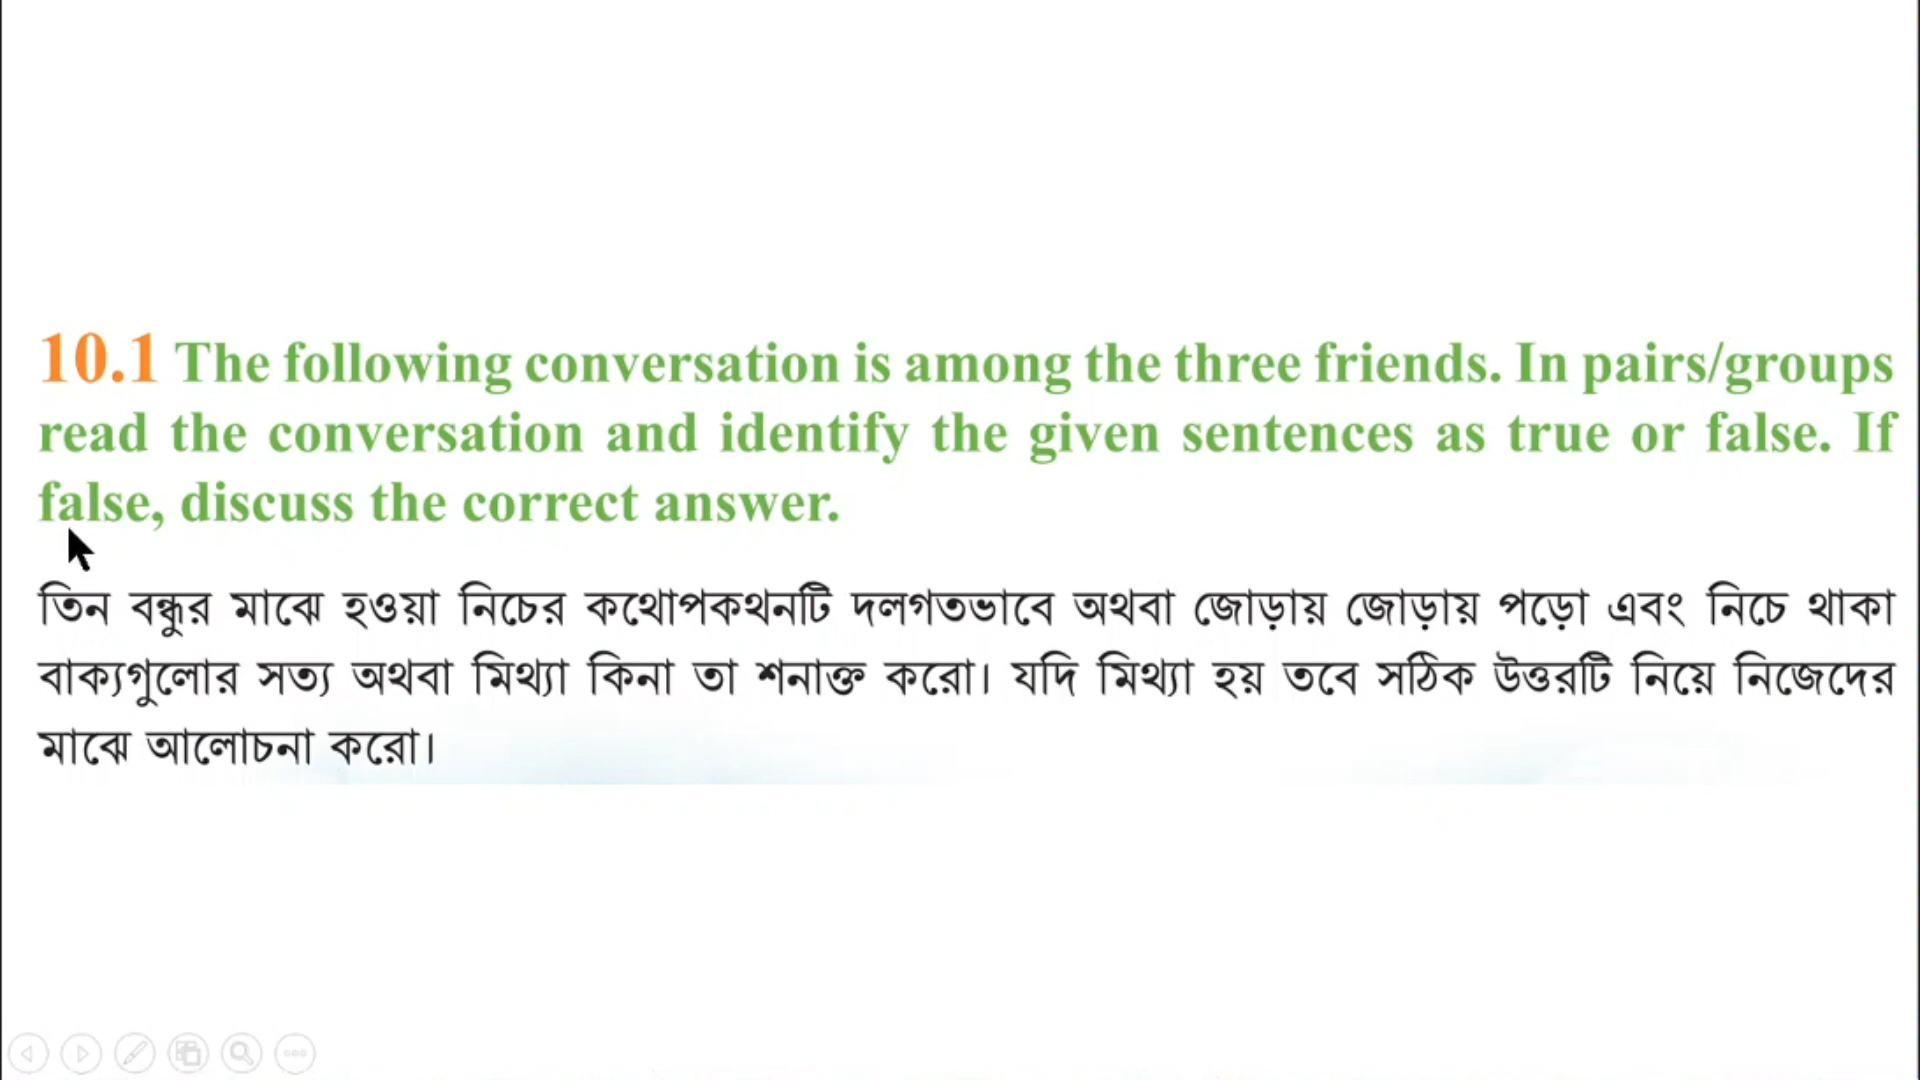 10.1 The following conversation is among the three friends. In pairs/groups
read the conversation and identify the given sentences as true or false. If
false, discuss the correct answer.
তিন বন্ধুর মাঝে হওয়া নিচের কথোপকথনটি দলগতভাবে অথবা জোড়ায় জোড়ায় পড়ো এবং নিচে থাকা
বাক্যগুলোর সত্য অথবা মিথ্যা কিনা তা শনাক্ত করো। যদি মিথ্যা হয় তবে সঠিক উত্তরটি নিয়ে নিজেদের
মাঝে আলোচনা করো।